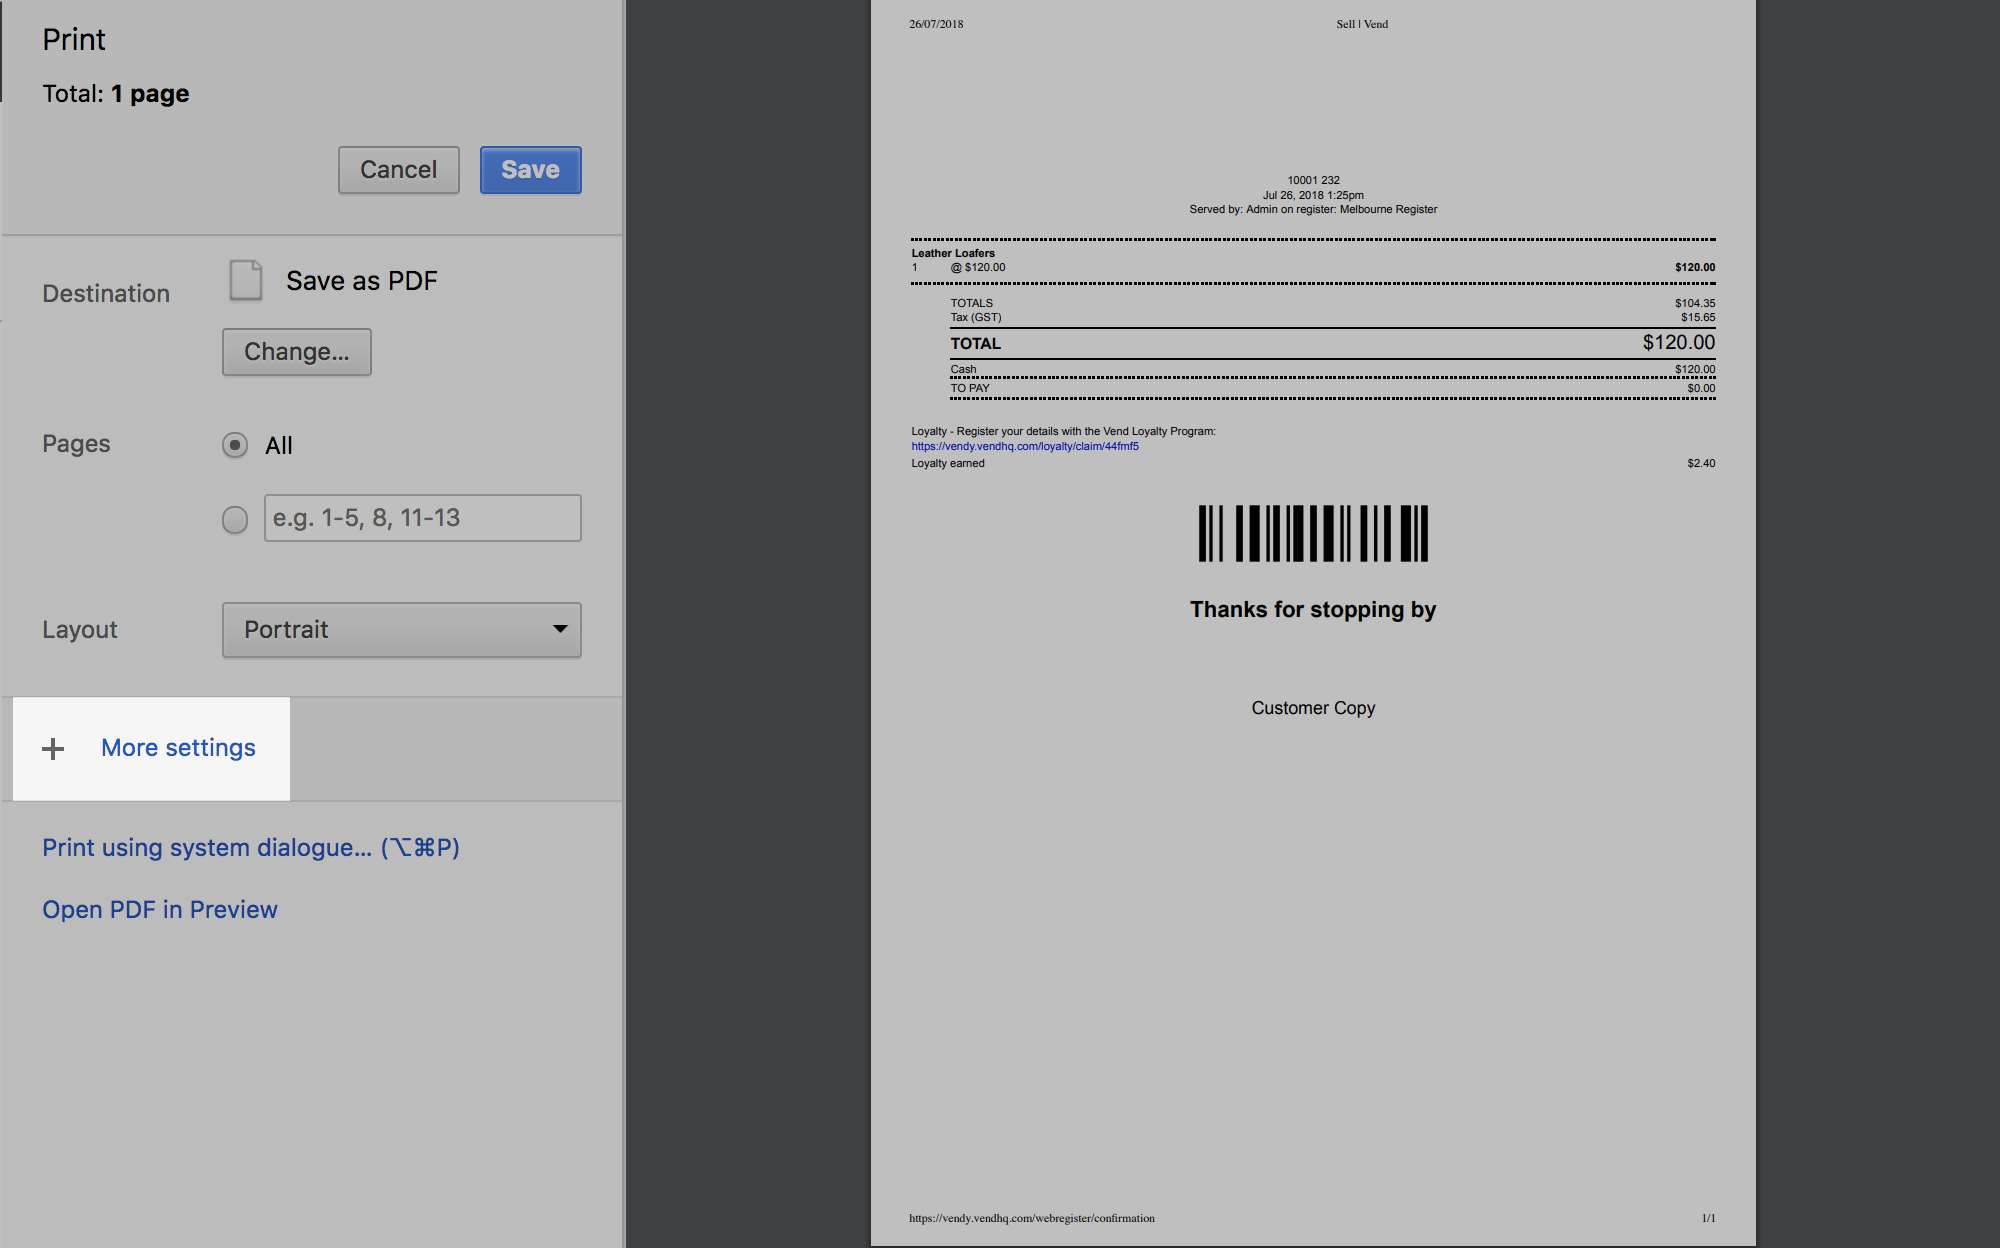 Print
Total: 1 page
Cancel
Save
Destination
Save as PDF
Change...
Pages
All
e.g. 1-5, 8, 11-13
Layout
Portrait
+ More settings
Print using system dialogue... (⌥⌘P)
Open PDF in Preview
26/07/2018
Sell | Vend
10001 232
Jul 26, 2018 1:25pm
Served by: Admin on register: Melbourne Register
Leather Loafers
1 @ $120.00 $120.00
TOTALS $104.35
Tax (GST) $15.65
TOTAL $120.00
Cash $120.00
TO PAY $0.00
Loyalty - Register your details with the Vend Loyalty Program:
https://vendy.vendhq.com/loyalty/claim/44fmf5
Loyalty earned $2.40
Thanks for stopping by
Customer Copy
https://vendy.vendhq.com/webregister/confirmation
1/1